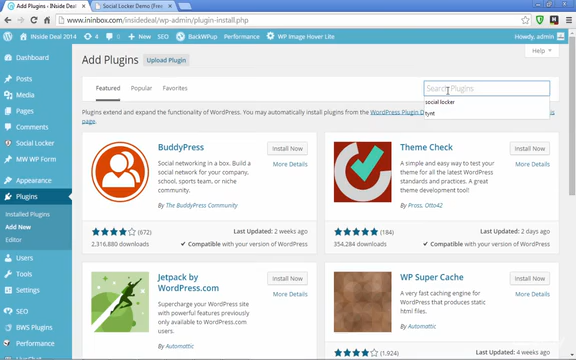 Add Plugins ‹ INside Deal
Social Locker Demo (Free
www.ininbox.com/insidedeal/wp-admin/plugin-install.php
INside Deal 2014
4
0
+ New
SEO
BackWPup
Performance
WP Image Hover Lite
Howdy, admin
Dashboard
Posts
Media
Pages
Comments
Social Locker
MW WP Form
Appearance
Plugins
Installed Plugins
Add New
Editor
Users
Tools
Settings
SEO
BWS Plugins
Performance
Help
Add Plugins
Upload Plugin
Featured
Popular
Favorites
Search Plugins
social locker
tynt
Plugins extend and expand the functionality of WordPress. You may automatically install plugins from the WordPress Plugin
page.
BuddyPress
Install Now
More Details
Social networking in a box. Build a
social network for your company,
school, sports team, or niche
community.
By The BuddyPress Community
(672)
Last Updated: 2 weeks ago
2,316,880 downloads
✔ Compatible with your version of WordPress
Theme Check
Install Now
More Details
A simple and easy way to test your
theme for all the latest WordPress
standards and practices. A great
theme development tool!
By Pross, Otto42
(184)
Last Updated: 2 days ago
354,284 downloads
✔ Compatible with your version of WordPress
Jetpack by
WordPress.com
Install Now
More Details
Supercharge your WordPress site
with powerful features previously
only available to WordPress.com
users.
By Automattic
WP Super Cache
Install Now
More Details
A very fast caching engine for
WordPress that produces static
html files.
By Automattic
(1,924)